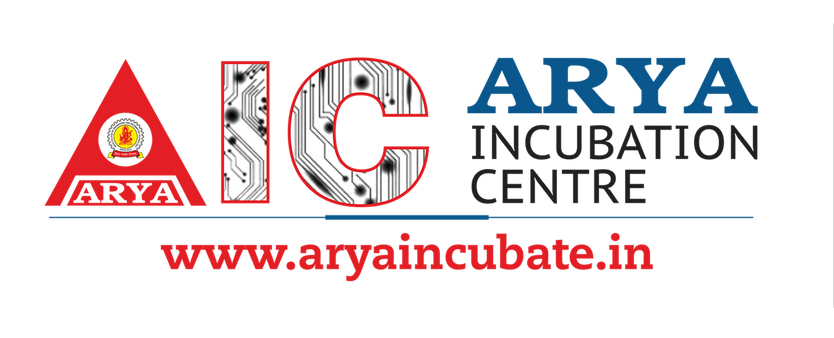 ARYA
IC
ARYA
INCUBATION
CENTRE
www.aryaincubate.in